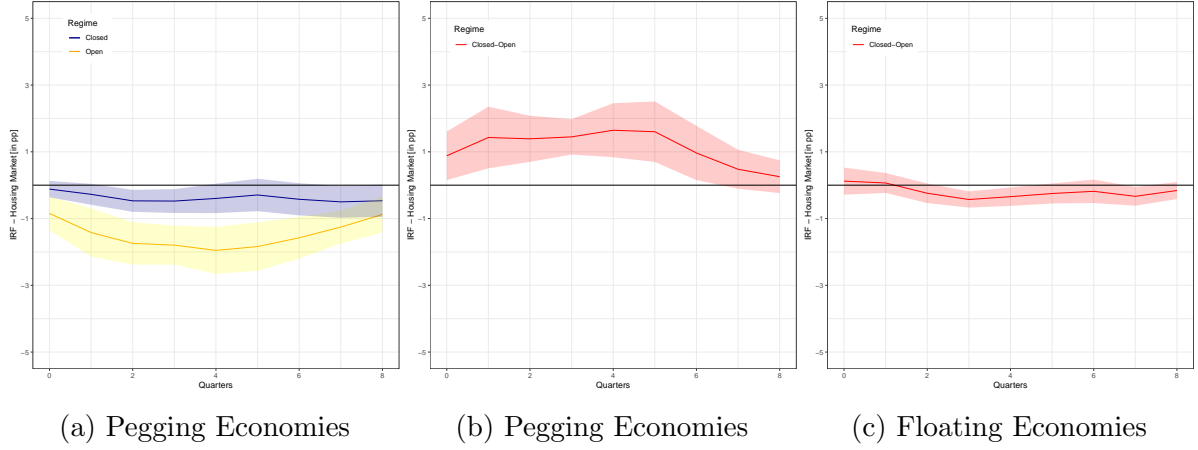 IRF − Housing Market [in pp]
5
3
1
−1
−3
−5
Regime
Closed
Open
0
2
4
6
8
Quarters
(a) Pegging Economies
IRF − Housing Market [in pp]
5
3
1
−1
−3
−5
Regime
Closed−Open
0
2
4
6
8
Quarters
(b) Pegging Economies
IRF − Housing Market [in pp]
5
3
1
−1
−3
−5
Regime
Closed−Open
0
2
4
6
8
Quarters
(c) Floating Economies